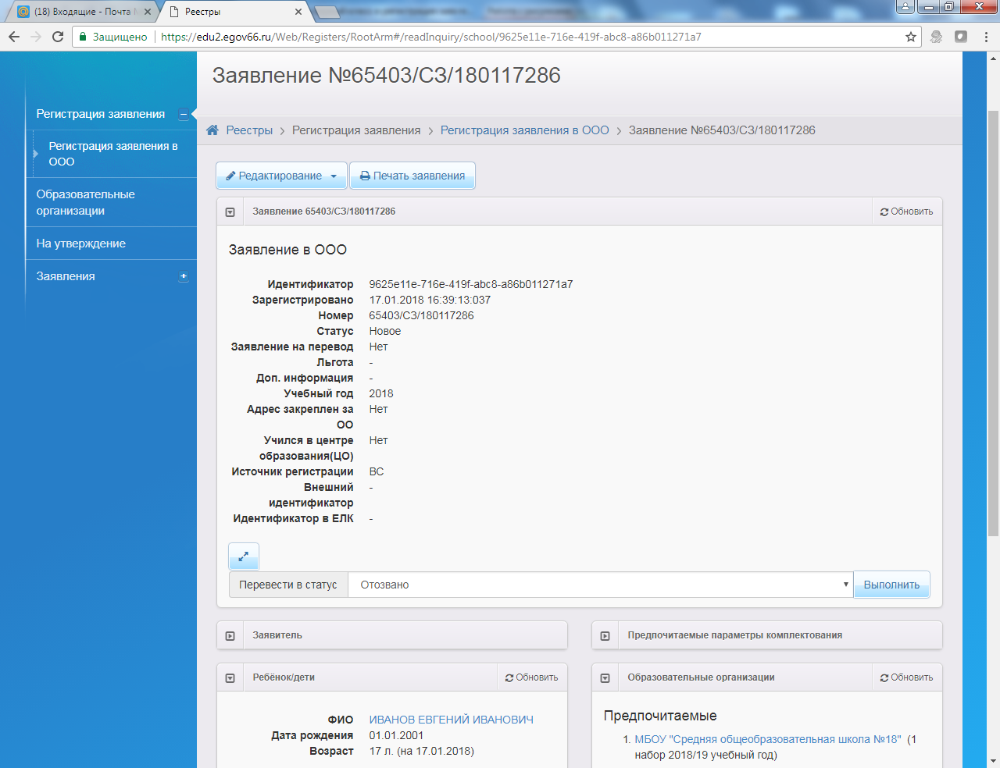 (18) Входящие - Почта
Реестры
Защищено
https://edu2.egov66.ru/Web/Registers/RootArm#/readInquiry/school/9625e11e-716e-419f-abc8-a86b011271a7
Заявление №65403/СЗ/180117286
Регистрация заявления
Регистрация заявления в
ООО
Образовательные
организации
На утверждение
Заявления
Реестры > Регистрация заявления > Регистрация заявления в ООО > Заявление №65403/СЗ/180117286
Редактирование
Печать заявления
Заявление 65403/СЗ/180117286
Обновить
Заявление в ООО
Идентификатор 9625e11e-716e-419f-abc8-a86b011271a7
Зарегистрировано 17.01.2018 16:39:13:037
Номер 65403/СЗ/180117286
Статус Новое
Заявление на перевод Нет
Льгота -
Доп. информация -
Учебный год 2018
Адрес закреплен за Нет
ОО
Учился в центре Нет
образования(ЦО)
Источник регистрации ВС
Внешний -
идентификатор
Идентификатор в ЕЛК -
Перевести в статус Отозвано Выполнить
Заявитель
Предпочитаемые параметры комплектования
Ребёнок/дети
Обновить
ФИО ИВАНОВ ЕВГЕНИЙ ИВАНОВИЧ
Дата рождения 01.01.2001
Возраст 17 л. (на 17.01.2018)
Образовательные организации
Обновить
Предпочитаемые
1. МБОУ "Средняя общеобразовательная школа №18" (1
набор 2018/19 учебный год)